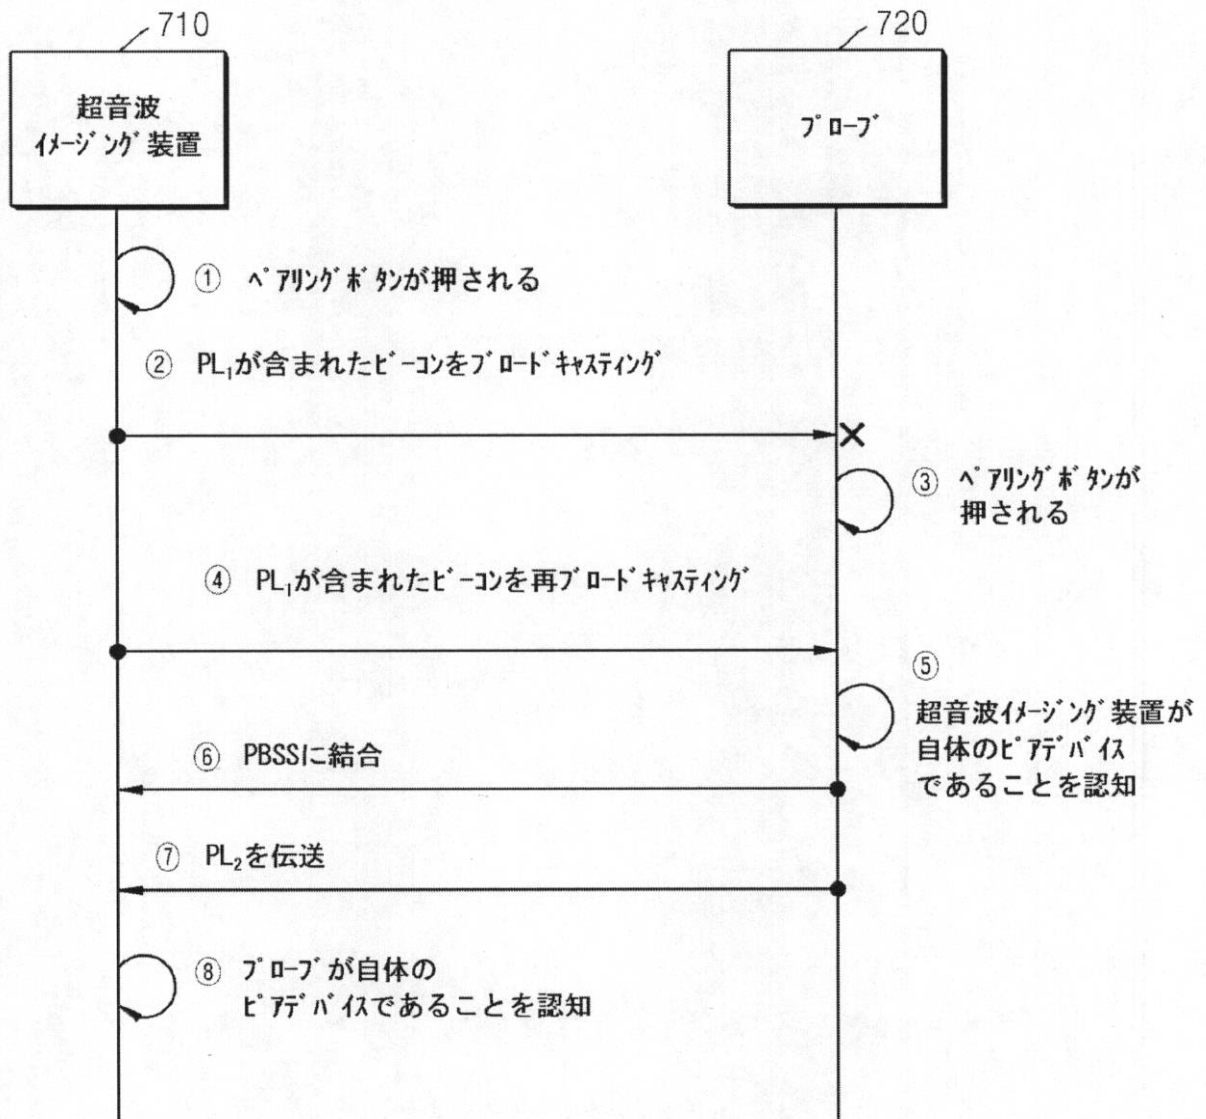 710
720
超音波
ｲﾒｰｼﾞﾝｸﾞ装置
ﾌﾟﾛｰﾌﾞ
① ﾍﾟｱﾘﾝｸﾞﾎﾞﾀﾝが押される
② PL₁が含まれたﾋﾞｰｺﾝをﾌﾞﾛｰﾄﾞｷｬｽﾃｨﾝｸﾞ
③ ﾍﾟｱﾘﾝｸﾞﾎﾞﾀﾝが
押される
④ PL₁が含まれたﾋﾞｰｺﾝを再ﾌﾞﾛｰﾄﾞｷｬｽﾃｨﾝｸﾞ
⑤
超音波ｲﾒｰｼﾞﾝｸﾞ装置が
自体のﾋﾟｱﾃﾞﾊﾞｲｽ
であることを認知
⑥ PBSSに結合
⑦ PL₂を伝送
⑧ ﾌﾟﾛｰﾌﾞが自体の
ﾋﾟｱﾃﾞﾊﾞｲｽであることを認知